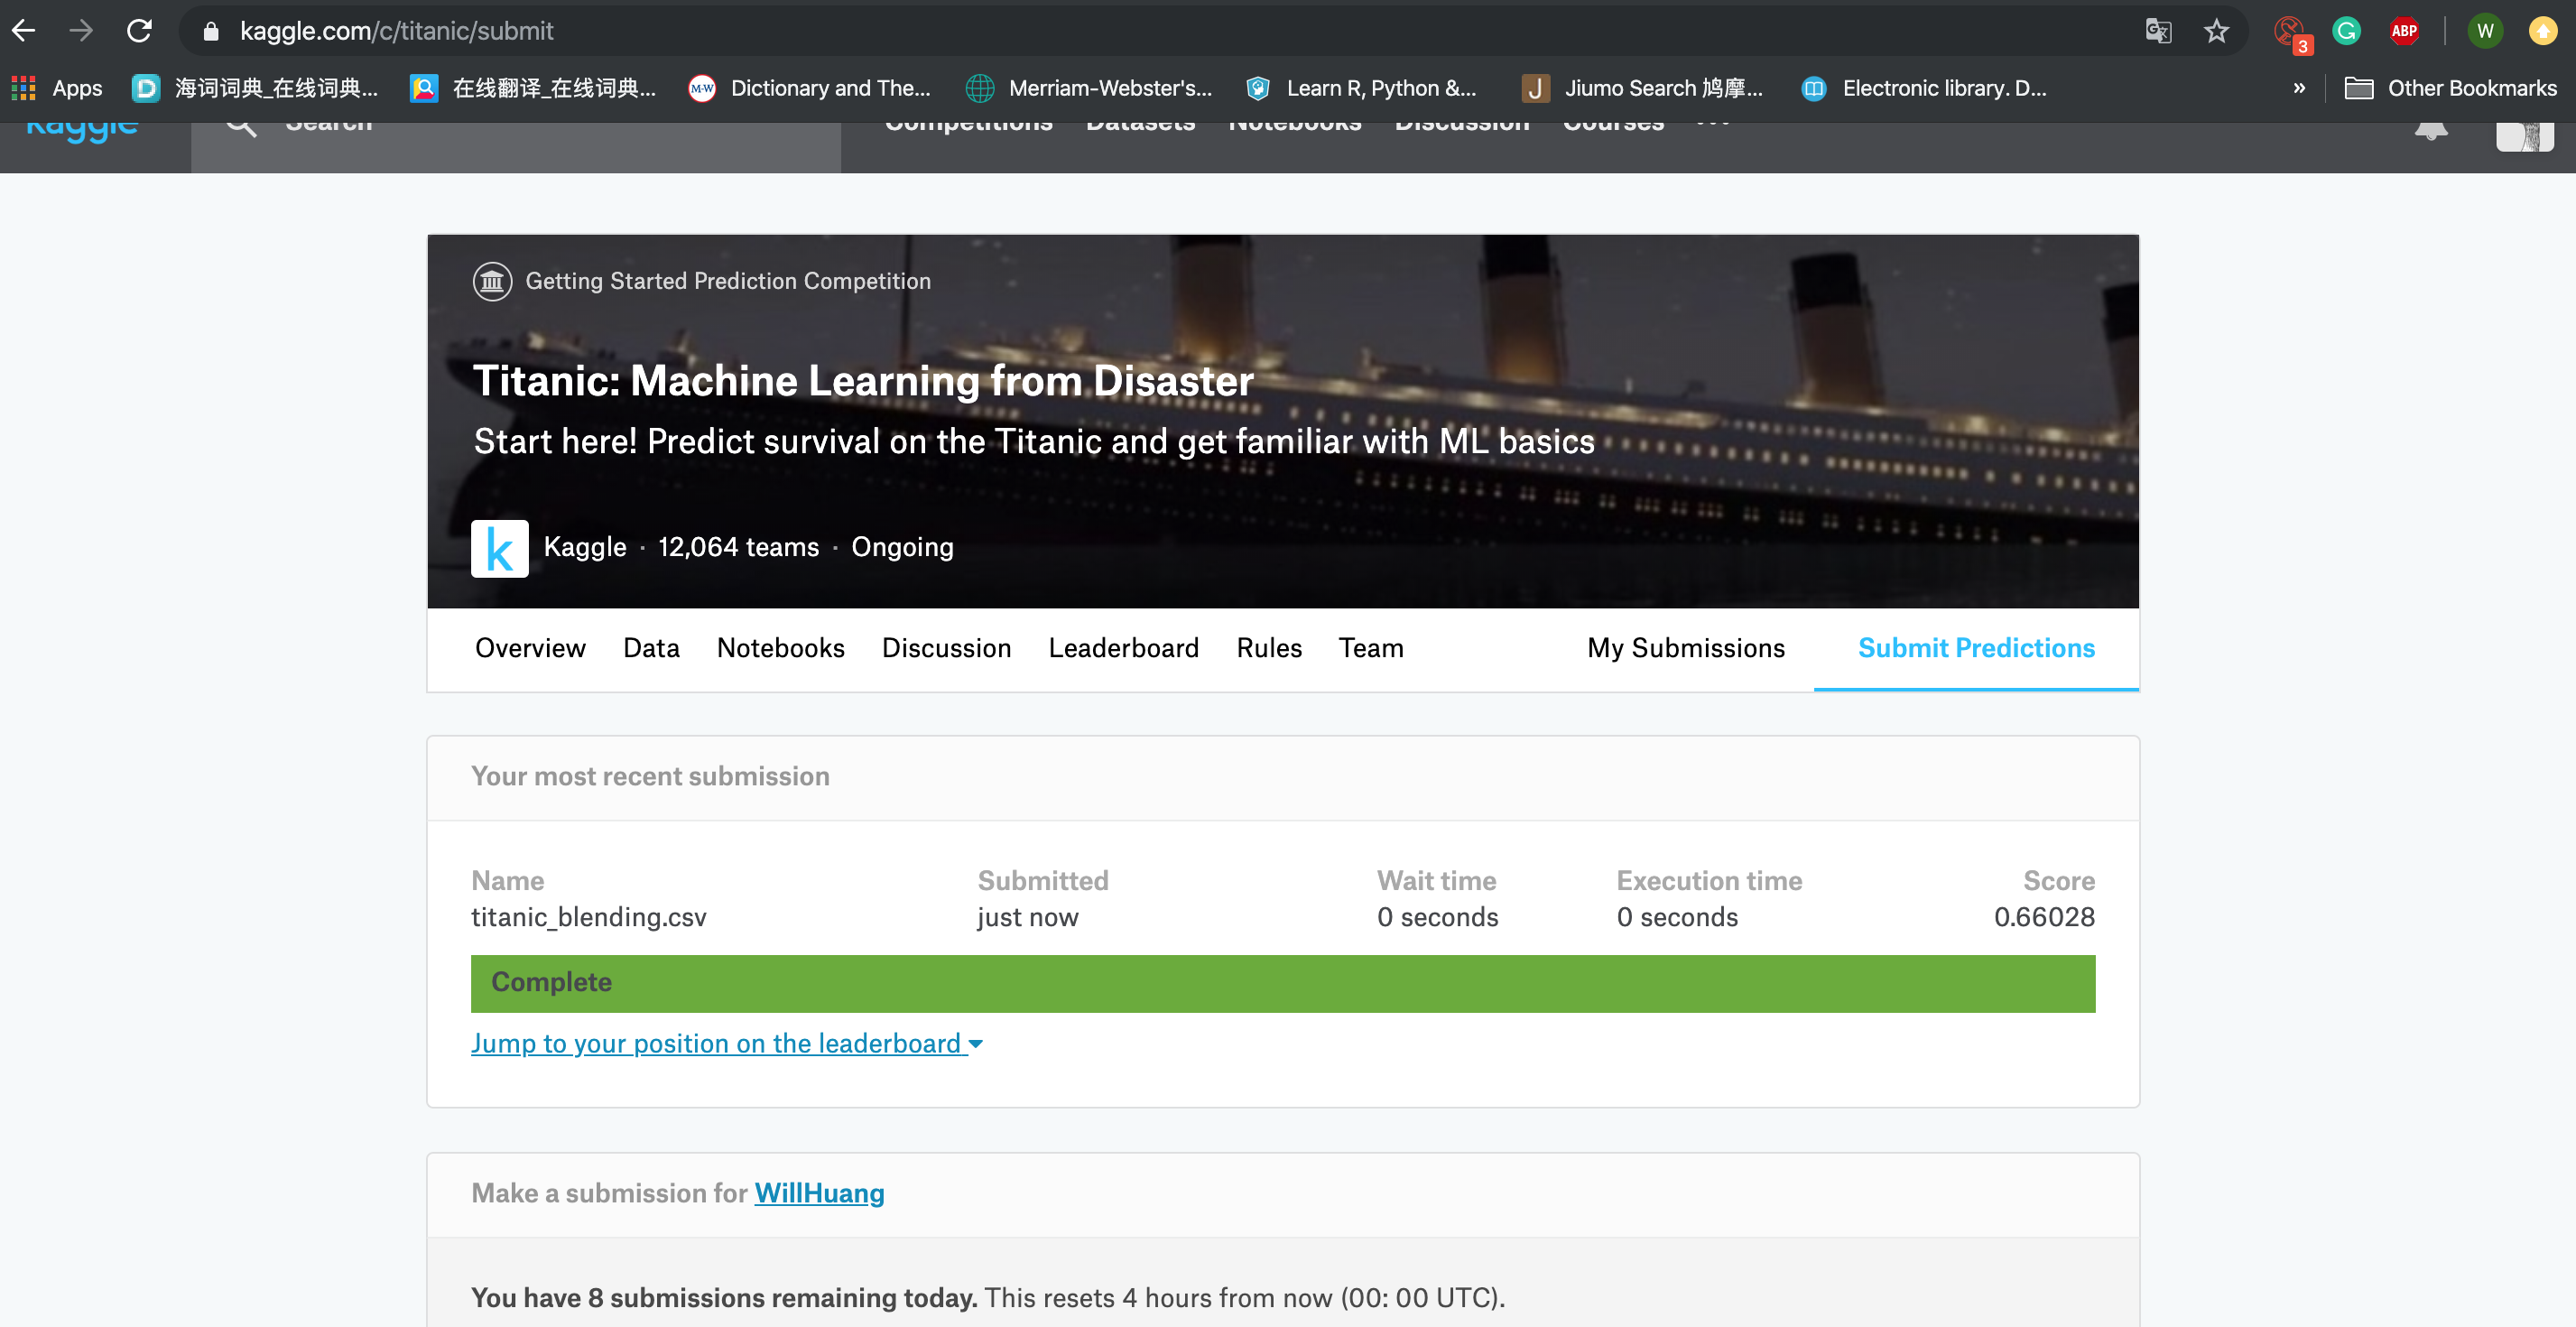 kaggle.com/c/titanic/submit
3
ABP
W
Apps
海词词典_在线词典...
在线翻译_在线词典...
M-W
Dictionary and The...
Merriam-Webster's...
Learn R, Python &...
J
Jiumo Search 鸠摩...
Electronic library. D...
»
Other Bookmarks
kaggle
Search
Competitions
Datasets
Notebooks
Discussion
Courses
...
Getting Started Prediction Competition
Titanic: Machine Learning from Disaster
Start here! Predict survival on the Titanic and get familiar with ML basics
k
Kaggle · 12,064 teams · Ongoing
Overview
Data
Notebooks
Discussion
Leaderboard
Rules
Team
My Submissions
Submit Predictions
Your most recent submission
Name
Submitted
Wait time
Execution time
Score
titanic_blending.csv
just now
0 seconds
0 seconds
0.66028
Complete
Jump to your position on the leaderboard
Make a submission for WillHuang
You have 8 submissions remaining today. This resets 4 hours from now (00: 00 UTC).